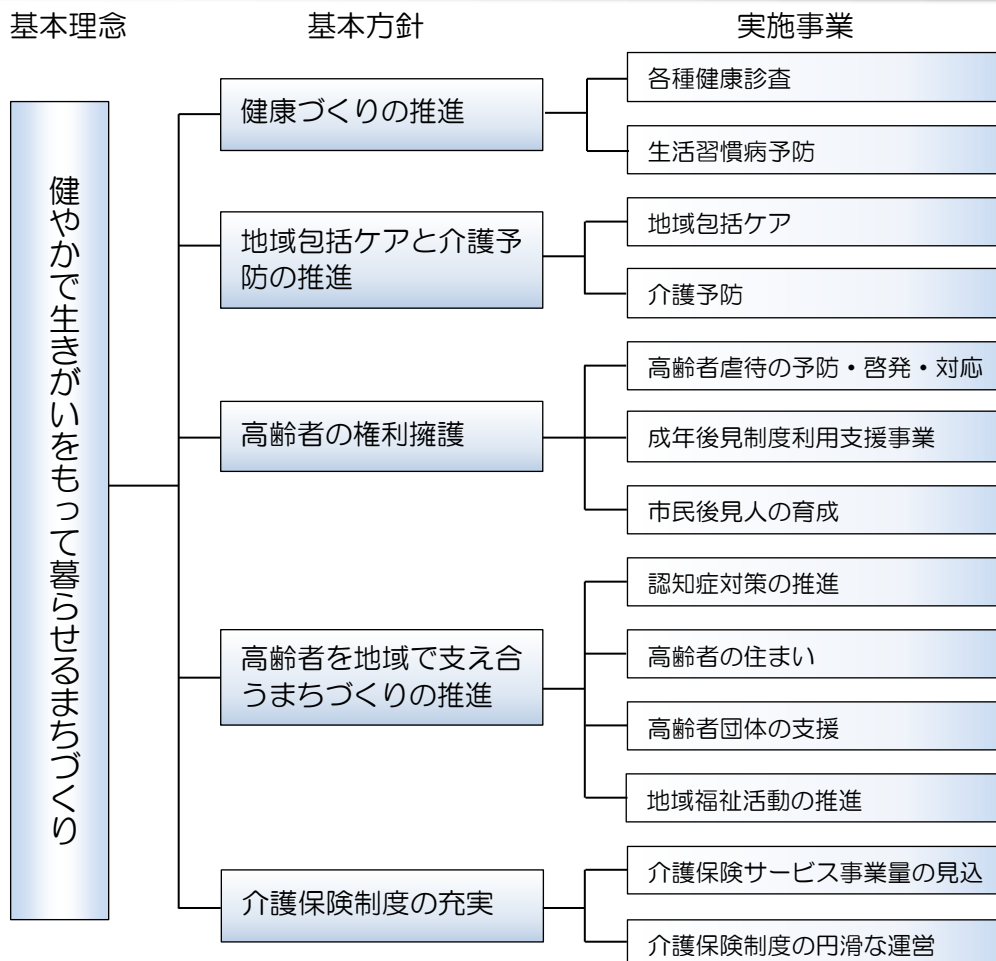 基本理念
基本方針
実施事業
健やかで生きがいをもって暮らせるまちづくり
健康づくりの推進
各種健康診査
生活習慣病予防
地域包括ケアと介護予
防の推進
地域包括ケア
介護予防
高齢者の権利擁護
高齢者虐待の予防・啓発・対応
成年後見制度利用支援事業
市民後見人の育成
高齢者を地域で支え合
うまちづくりの推進
認知症対策の推進
高齢者の住まい
高齢者団体の支援
地域福祉活動の推進
介護保険制度の充実
介護保険サービス事業量の見込
介護保険制度の円滑な運営